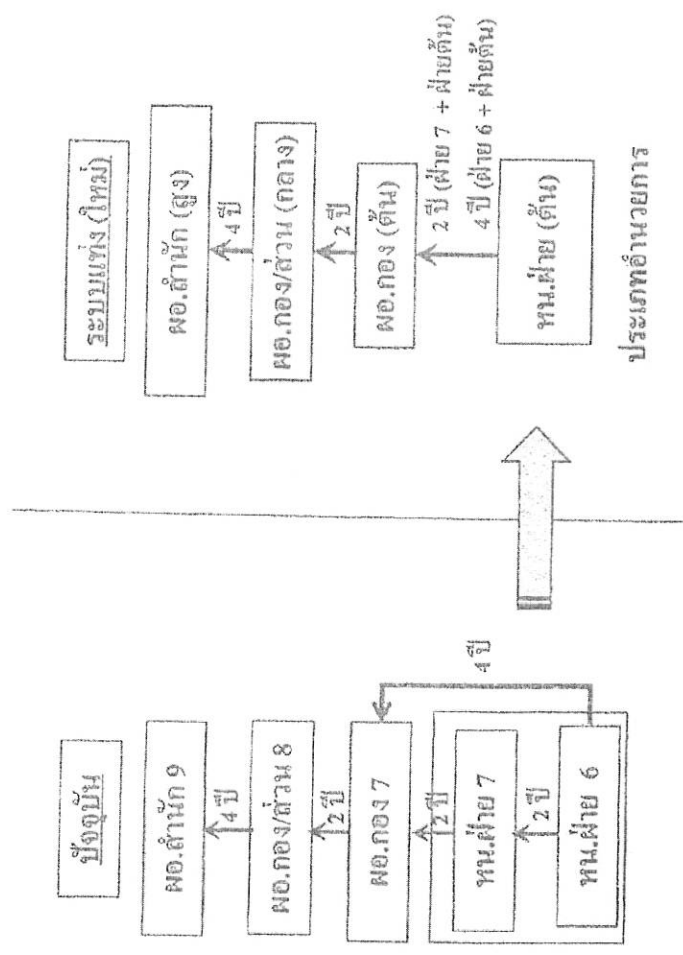 ปัจจุบัน
ผอ.สำนัก 9
4 ปี
ผอ.กอง/ส่วน 8
2 ปี
ผอ.กอง 7
2 ปี
หน.ฝ่าย 7
2 ปี
หน.ฝ่าย 6
4 ปี
ระบบแท่ง (ใหม่)
ผอ.สำนัก (สูง)
4 ปี
ผอ.กอง/ส่วน (กลาง)
2 ปี
ผอ.กอง (ต้น)
2 ปี (ฝ่าย 7 + ฝ่ายต้น)
4 ปี (ฝ่าย 6 + ฝ่ายต้น)
หน.ฝ่าย (ต้น)
ประเภทอำนวยการ